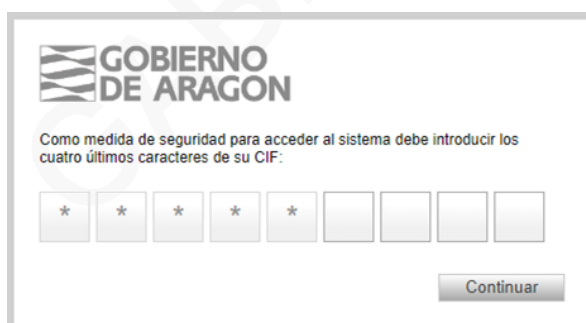 GOBIERNO
DE ARAGON
Como medida de seguridad para acceder al sistema debe introducir los
cuatro últimos caracteres de su CIF:
* * * * *
Continuar